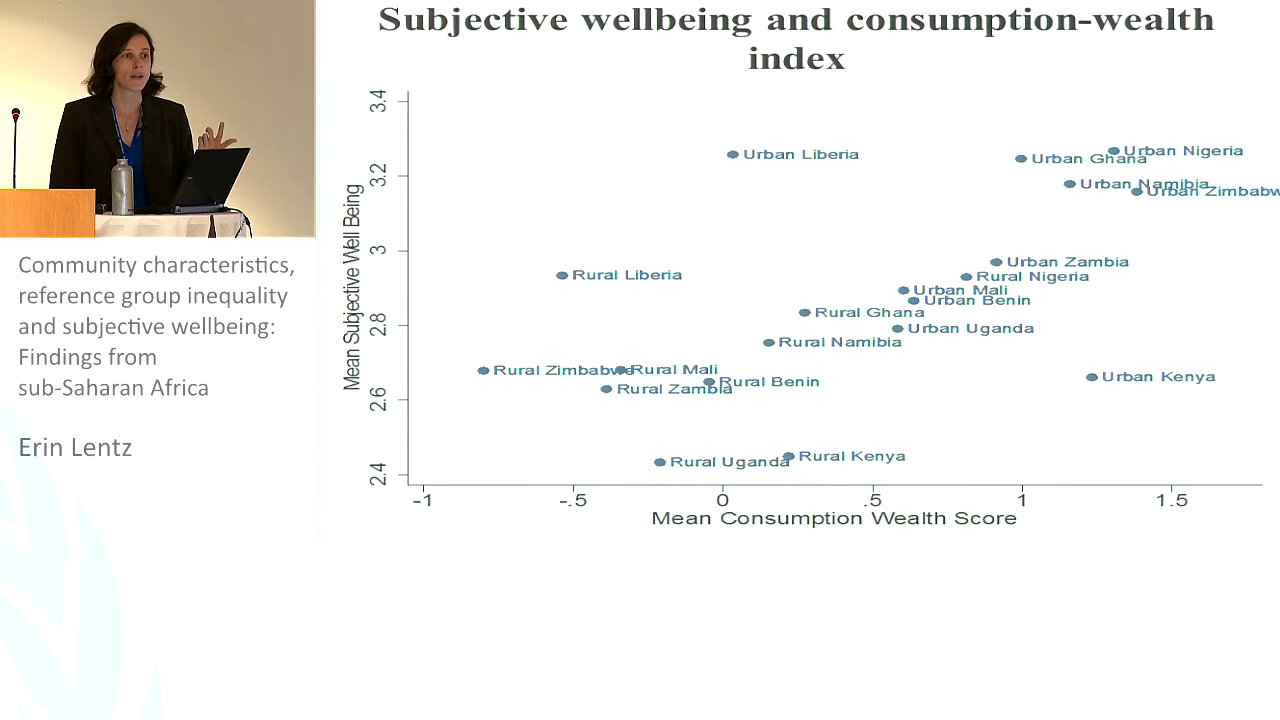 Subjective wellbeing and consumption-wealth
index
Community characteristics,
reference group inequality
and subjective wellbeing:
Findings from
sub-Saharan Africa
Erin Lentz
Mean Subjective Well Being
3.4
3.2
3
2.8
2.6
2.4
Urban Liberia
Urban Nigeria
Urban Ghana
Urban Namibia
Urban Zimbabw
Rural Liberia
Urban Zambia
Rural Nigeria
Urban Mali
Urban Benin
Rural Ghana
Urban Uganda
Rural Namibia
Rural Zimbabwe
Rural Mali
Urban Kenya
Rural Benin
Rural Zambia
Rural Kenya
Rural Uganda
-1 -.5 0 .5 1 1.5
Mean Consumption Wealth Score